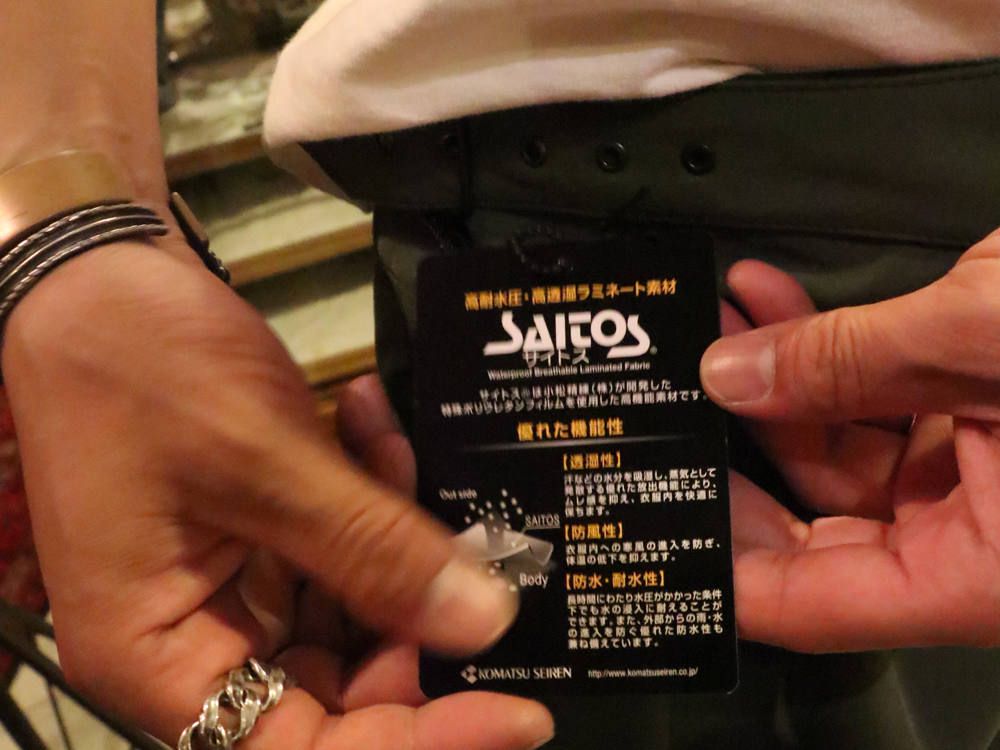 高耐水圧・高透湿ラミネート素材
SAITOS®
サイトス
Waterproof Breathable Laminated Fabric
サイトス®は小松精練(株)が開発した
特殊ポリウレタンフィルムを使用した高機能素材です。
優れた機能性
【透湿性】
汗などの水分を吸湿し、蒸気として
発散する優れた放出機能により、
ムレ感を抑え、衣服内を快適に
保ちます。
Out side
SAITOS
Body
【防風性】
衣服内への寒風の進入を防ぎ、
体温の低下を抑えます。
【防水・耐水性】
長時間にわたり水圧がかかった条件
下でも水の浸入に耐えることが
できます。また、外部からの雨・水
の進入を防ぐ優れた防水性も
兼ね備えています。
KOMATSU SEIREN
http://www.komatsuseiren.co.jp/